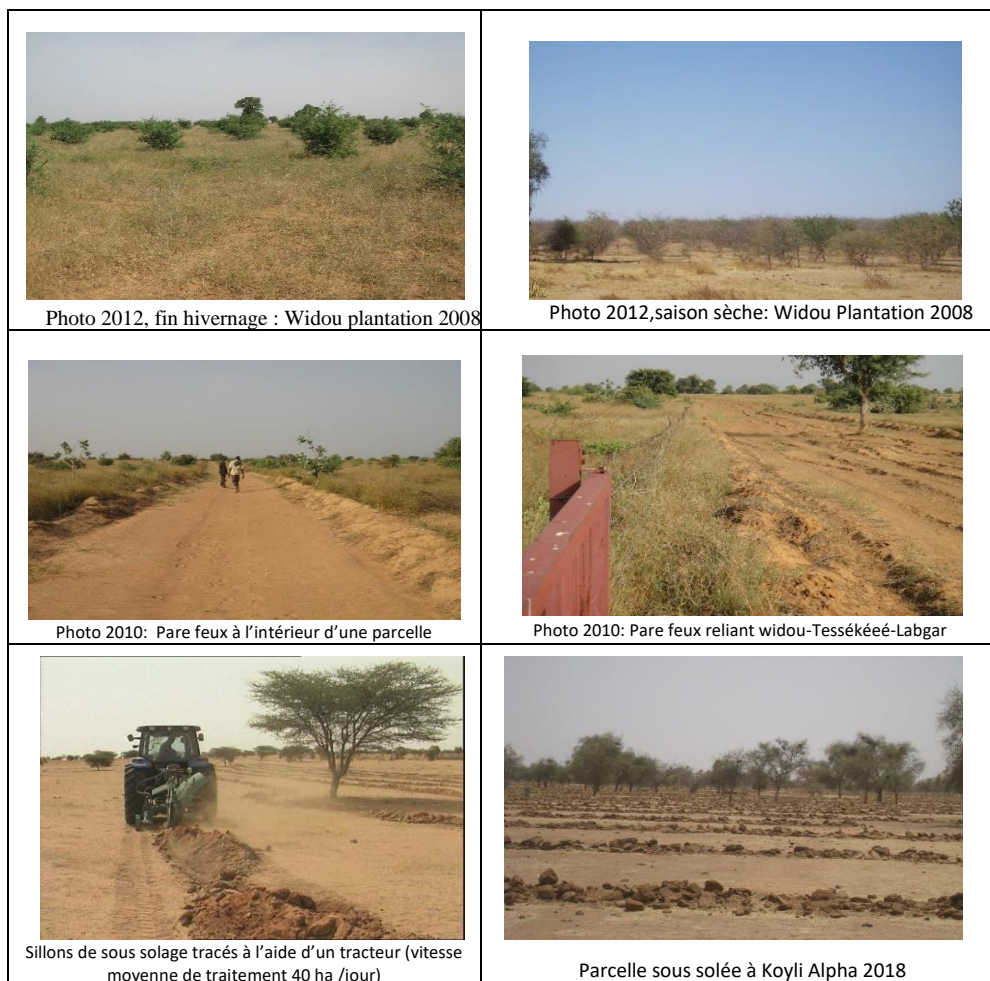 Photo 2012, fin hivernage : Widou plantation 2008
Photo 2012,saison sèche: Widou Plantation 2008
Photo 2010: Pare feux à l'intérieur d'une parcelle
Photo 2010: Pare feux reliant widou-Tessékéeé-Labgar
Sillons de sous solage tracés à l'aide d'un tracteur (vitesse
moyenne de traitement 40 ha /jour)
Parcelle sous solée à Koyli Alpha 2018